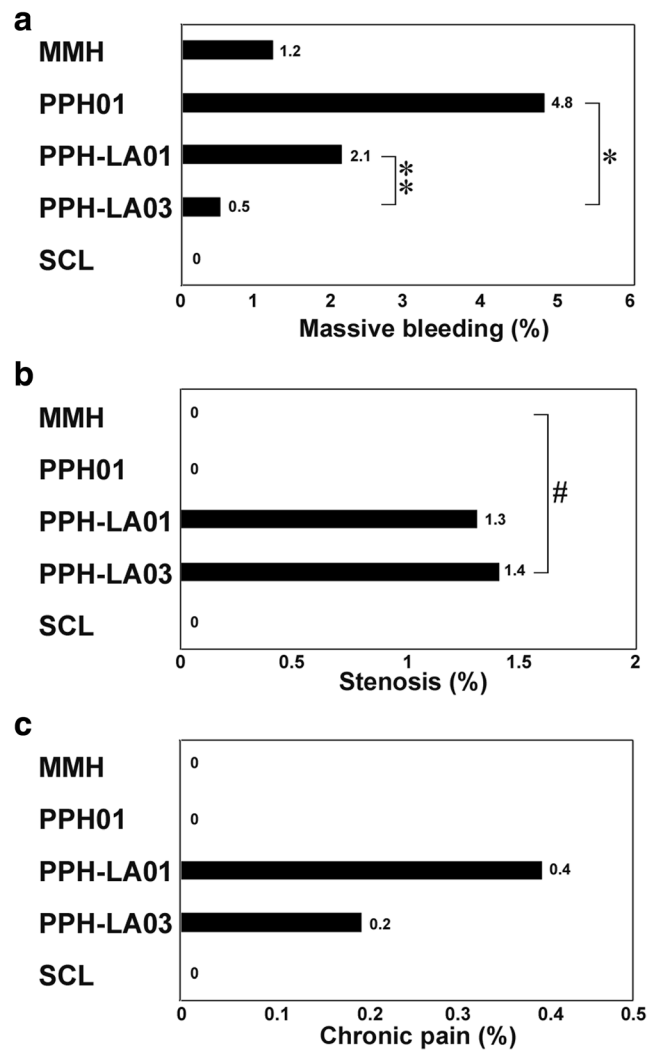 a
MMH 1.2
PPH01 4.8
PPH-LA01 2.1
**
*
PPH-LA03 0.5
SCL 0
0 1 2 3 4 5 6
Massive bleeding (%)
b
MMH 0
PPH01 0
#
PPH-LA01 1.3
PPH-LA03 1.4
SCL 0
0 0.5 1 1.5 2
Stenosis (%)
c
MMH 0
PPH01 0
PPH-LA01 0.4
PPH-LA03 0.2
SCL 0
0 0.1 0.2 0.3 0.4 0.5
Chronic pain (%)